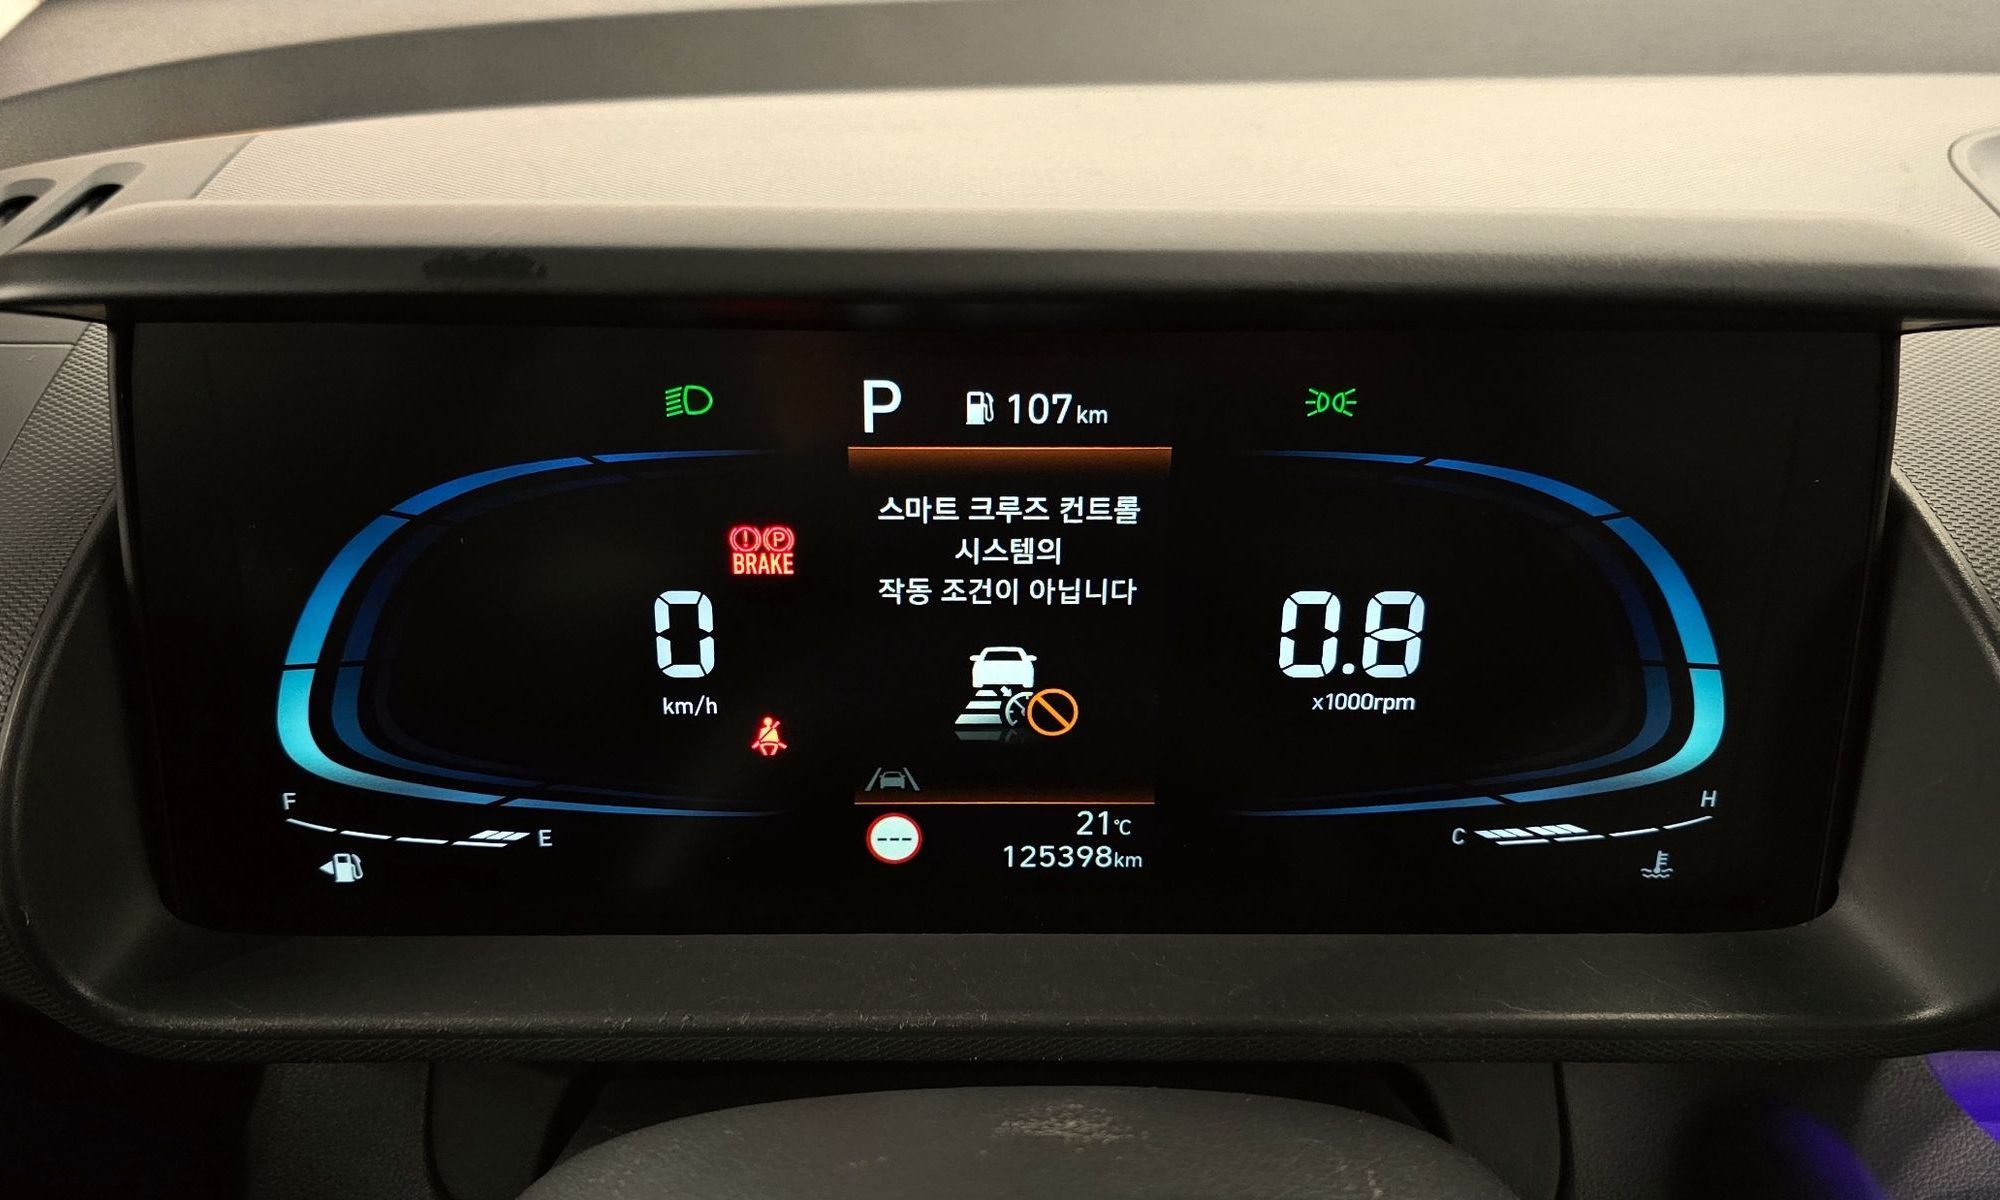 P 107km
스마트 크루즈 컨트롤
시스템의
작동 조건이 아닙니다
(!) (P)
BRAKE
0
km/h
0.8
x1000rpm
F E
C H
---
21℃
125398km